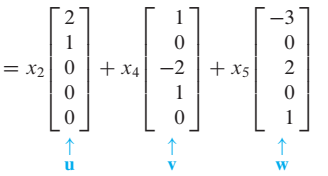 = x₂ [2 1 0 0 0] + x₄ [1 0 −2 1 0] + x₅ [−3 0 2 0 1]
↑ ↑ ↑
u v w